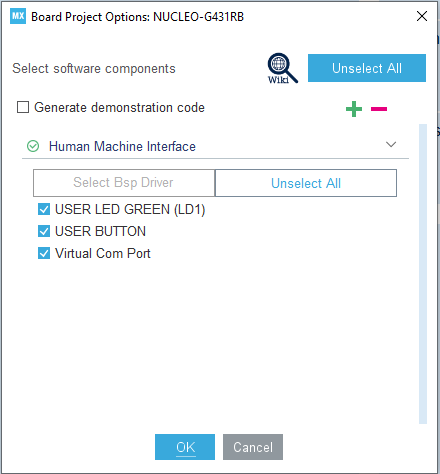 MX Board Project Options: NUCLEO-G431RB
Select software components
Wiki
Unselect All
Generate demonstration code
Human Machine Interface
Select Bsp Driver
Unselect All
USER LED GREEN (LD1)
USER BUTTON
Virtual Com Port
OK
Cancel